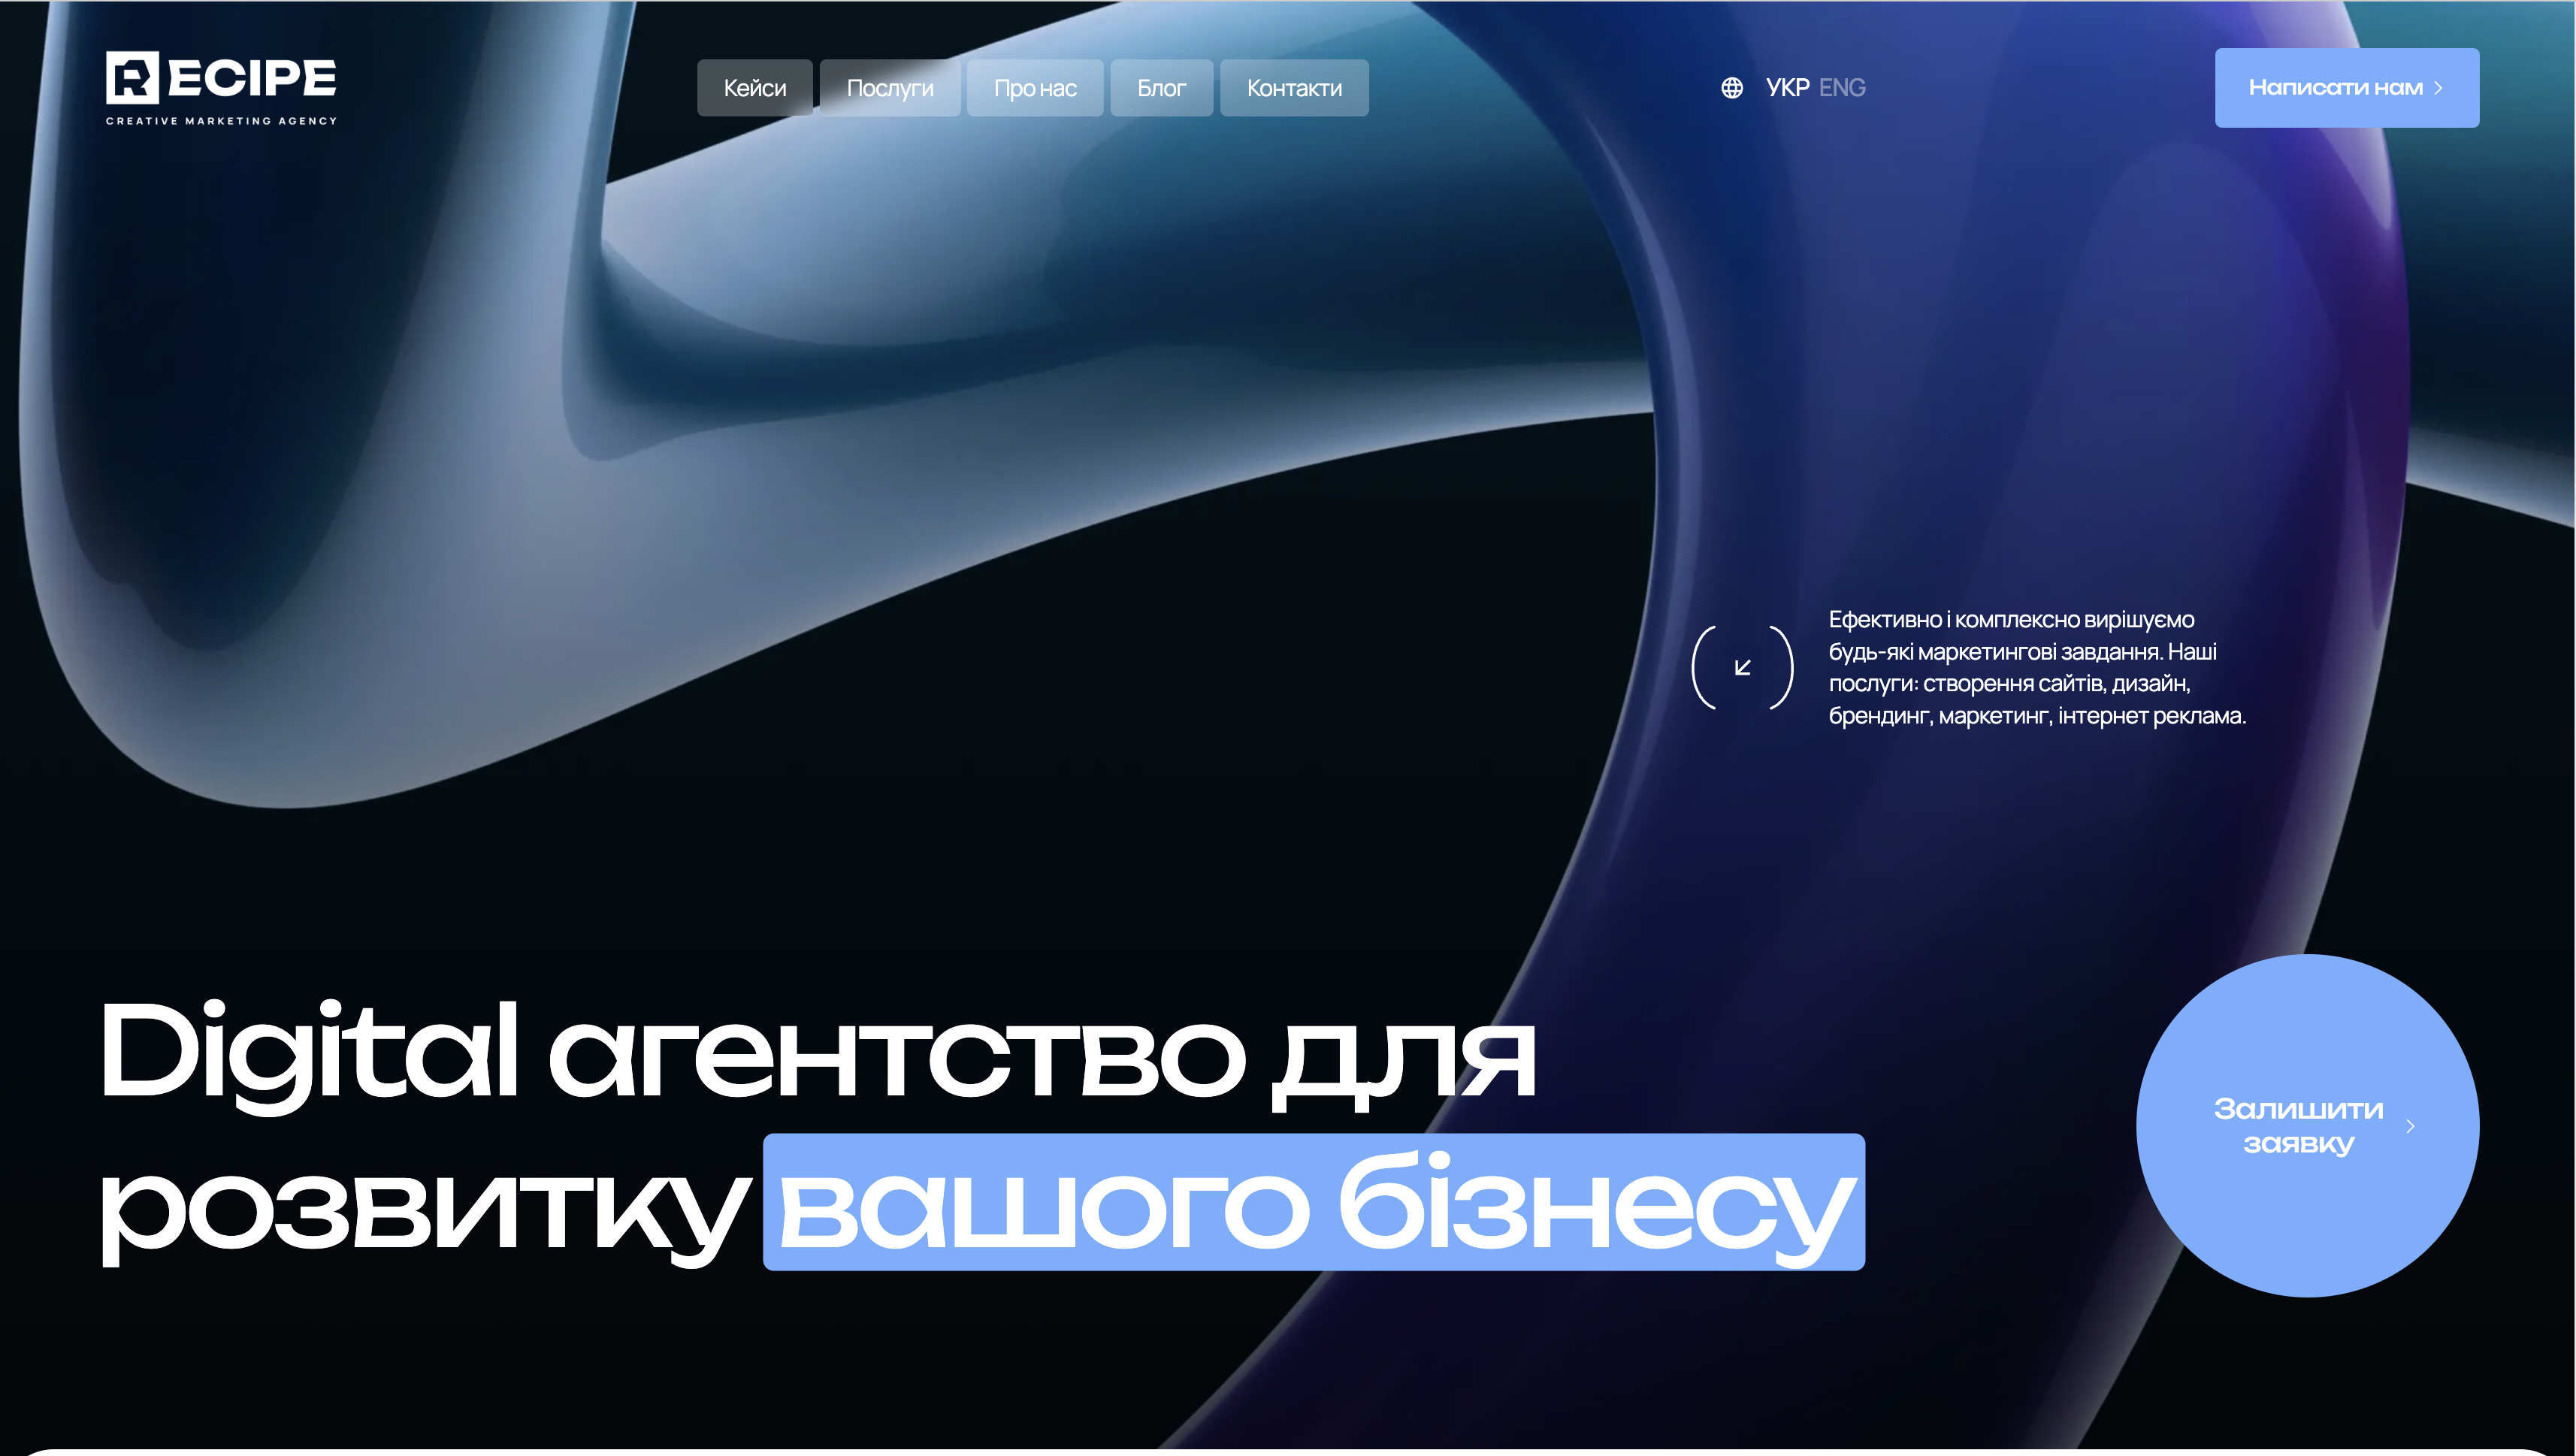 RECIPE
CREATIVE MARKETING AGENCY
Кейси
Послуги
Про нас
Блог
Контакти
УКР ENG
Написати нам
Ефективно і комплексно вирішуємо
будь-які маркетингові завдання. Наші
послуги: створення сайтів, дизайн,
брендинг, маркетинг, інтернет реклама.
Digital агентство для
розвитку вашого бізнесу
Залишити
заявку